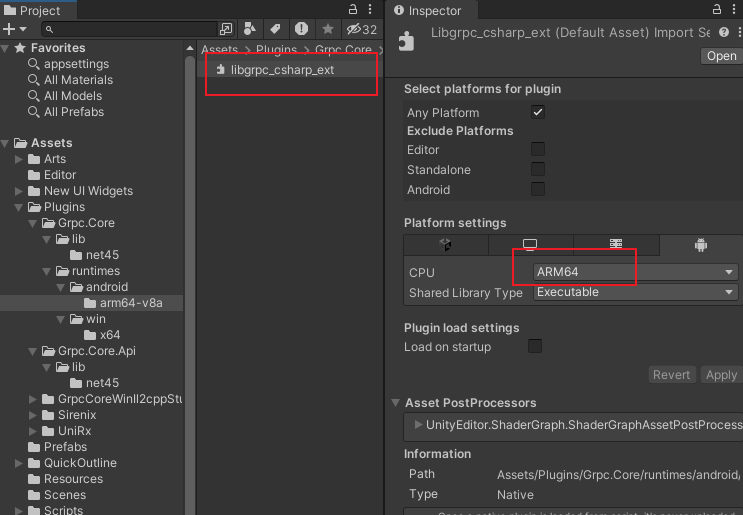 Project
32
Favorites
appsettings
All Materials
All Models
All Prefabs
Assets
Arts
Editor
New UI Widgets
Plugins
Grpc.Core
lib
net45
runtimes
android
arm64-v8a
win
x64
Grpc.Core.Api
lib
net45
GrpcCoreWinIl2cppStu
Sirenix
UniRx
Prefabs
QuickOutline
Resources
Scenes
Scripts
Assets Plugins Grpc.Core
libgrpc_csharp_ext
Inspector
Libgrpc_csharp_ext (Default Asset) Import Se
Open
Select platforms for plugin
Any Platform
Exclude Platforms
Editor
Standalone
Android
Platform settings
CPU ARM64
Shared Library Type Executable
Plugin load settings
Load on startup
Revert Apply
Asset PostProcessors
UnityEditor.ShaderGraph.ShaderGraphAssetPostProcess
Information
Path Assets/Plugins/Grpc.Core/runtimes/android/
Type Native